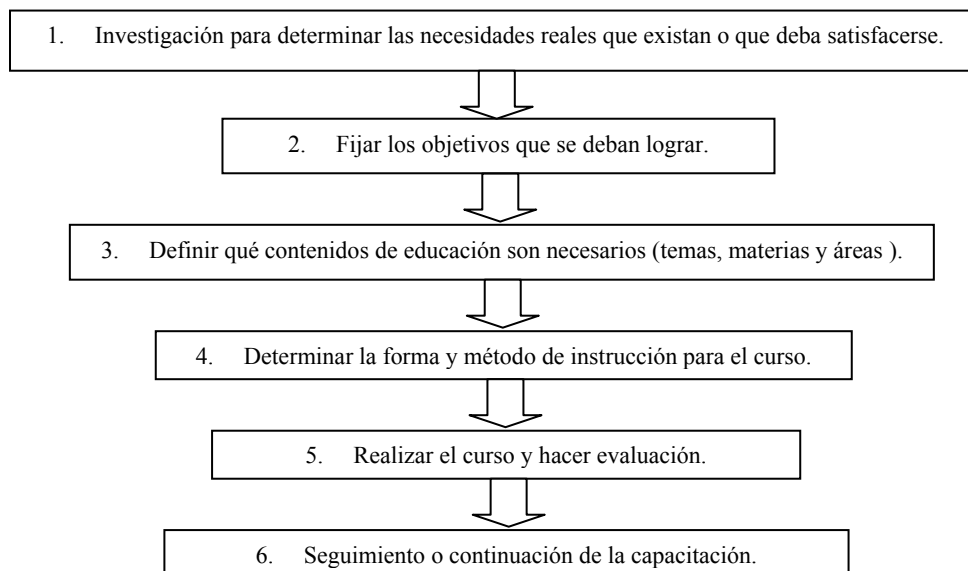 1. Investigación para determinar las necesidades reales que existan o que deba satisfacerse.
2. Fijar los objetivos que se deban lograr.
3. Definir qué contenidos de educación son necesarios (temas, materias y áreas ).
4. Determinar la forma y método de instrucción para el curso.
5. Realizar el curso y hacer evaluación.
6. Seguimiento o continuación de la capacitación.